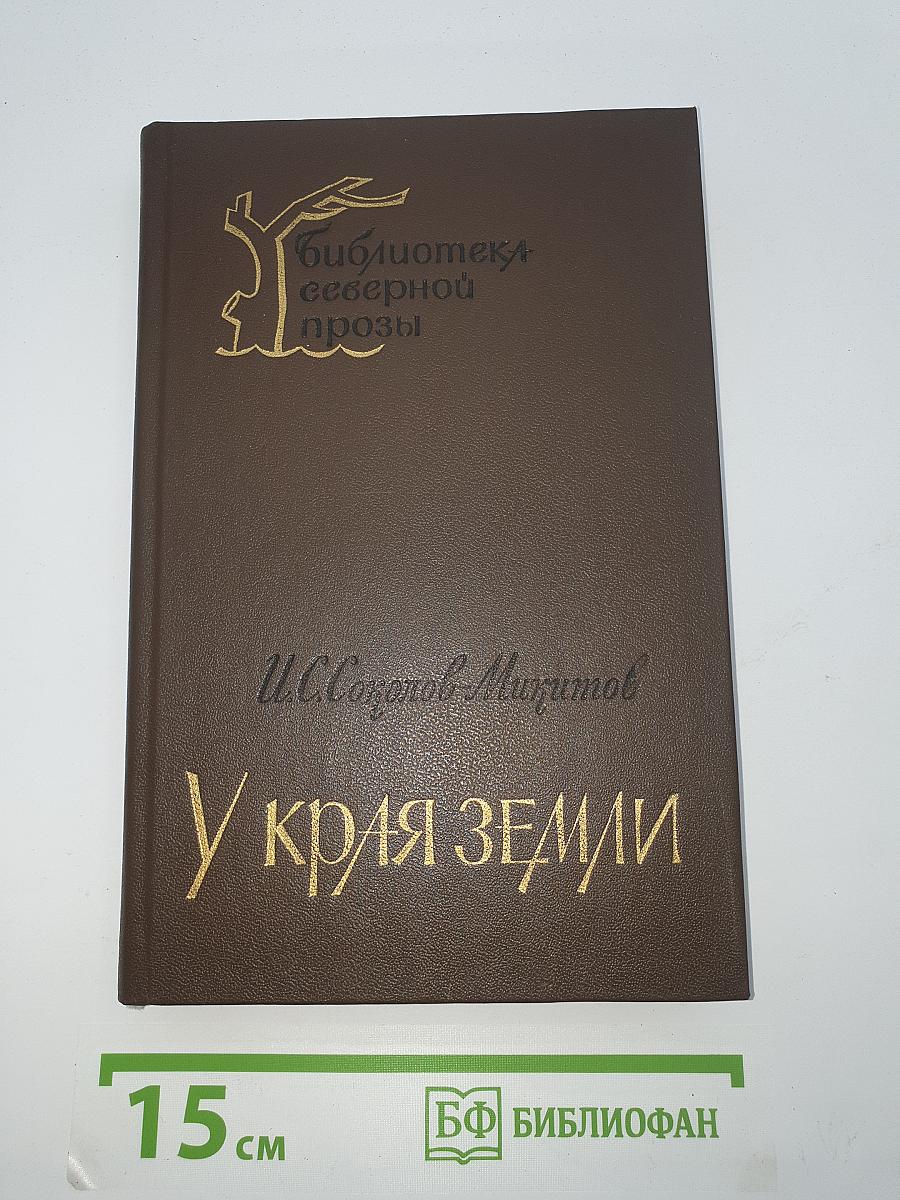 библиотека
северной
прозы
И.С.Соколов-Микитов
У КРАЯ ЗЕМЛИ
15 см
БФ БИБЛИОФАН